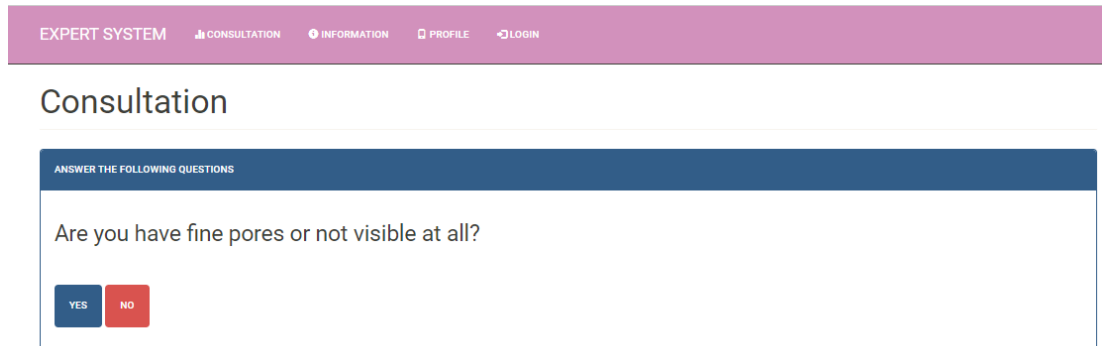 EXPERT SYSTEM CONSULTATION INFORMATION PROFILE LOGIN
Consultation
ANSWER THE FOLLOWING QUESTIONS
Are you have fine pores or not visible at all?
YES NO